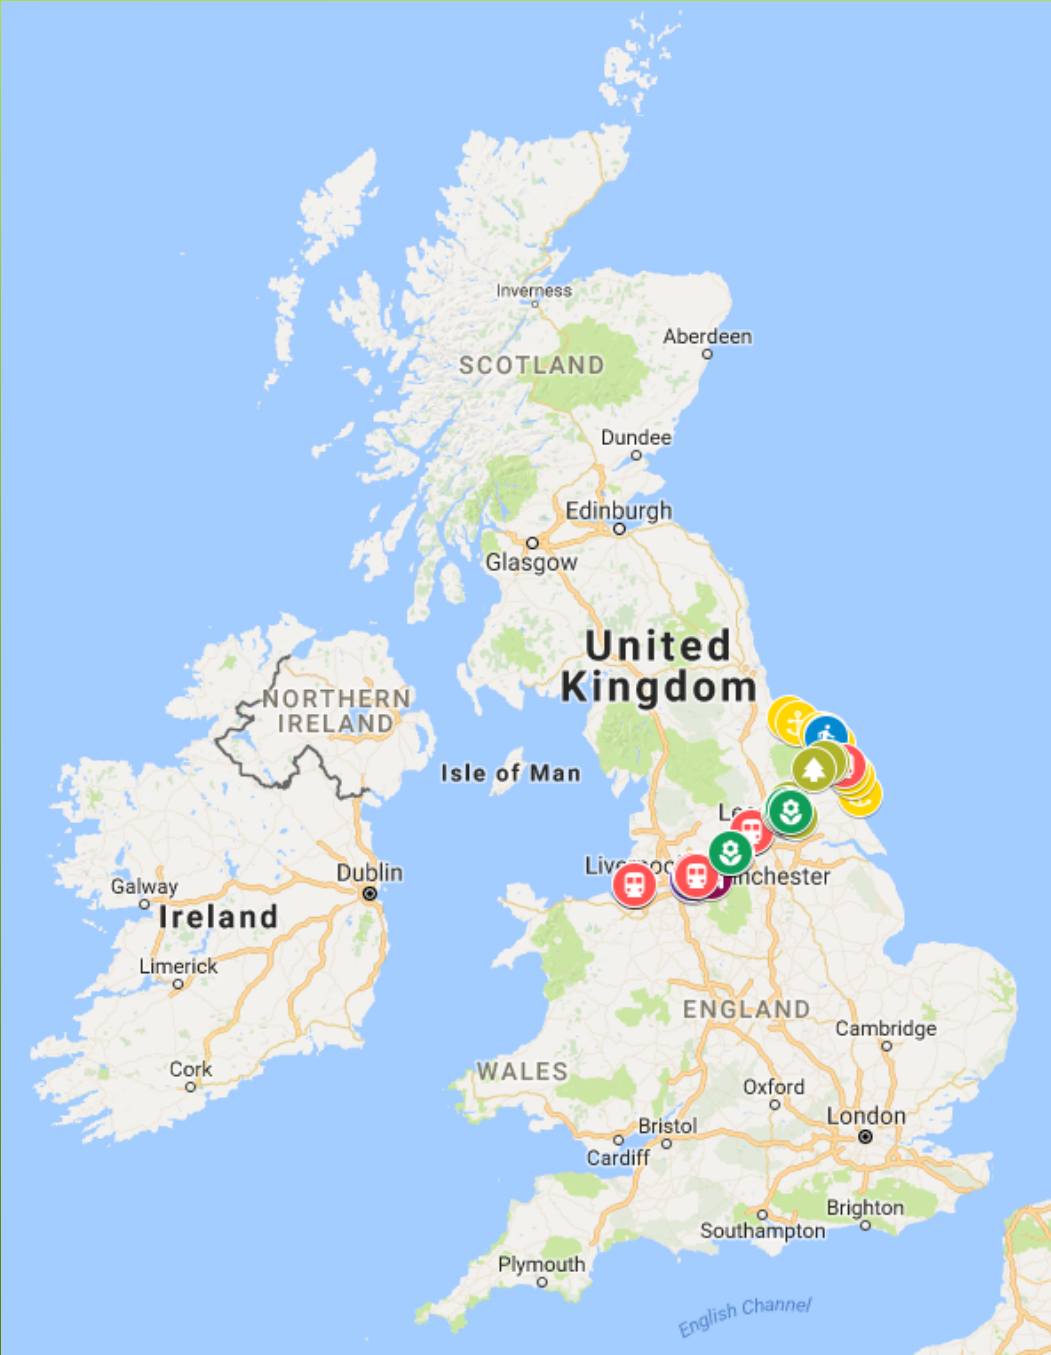 Inverness
Aberdeen
SCOTLAND
Dundee
Edinburgh
Glasgow
United
Kingdom
NORTHERN
IRELAND
Isle of Man
Dublin
Galway
Ireland
Limerick
ENGLAND
Cambridge
Cork
WALES
Oxford
London
Bristol
Cardiff
Brighton
Southampton
Plymouth
English Channel